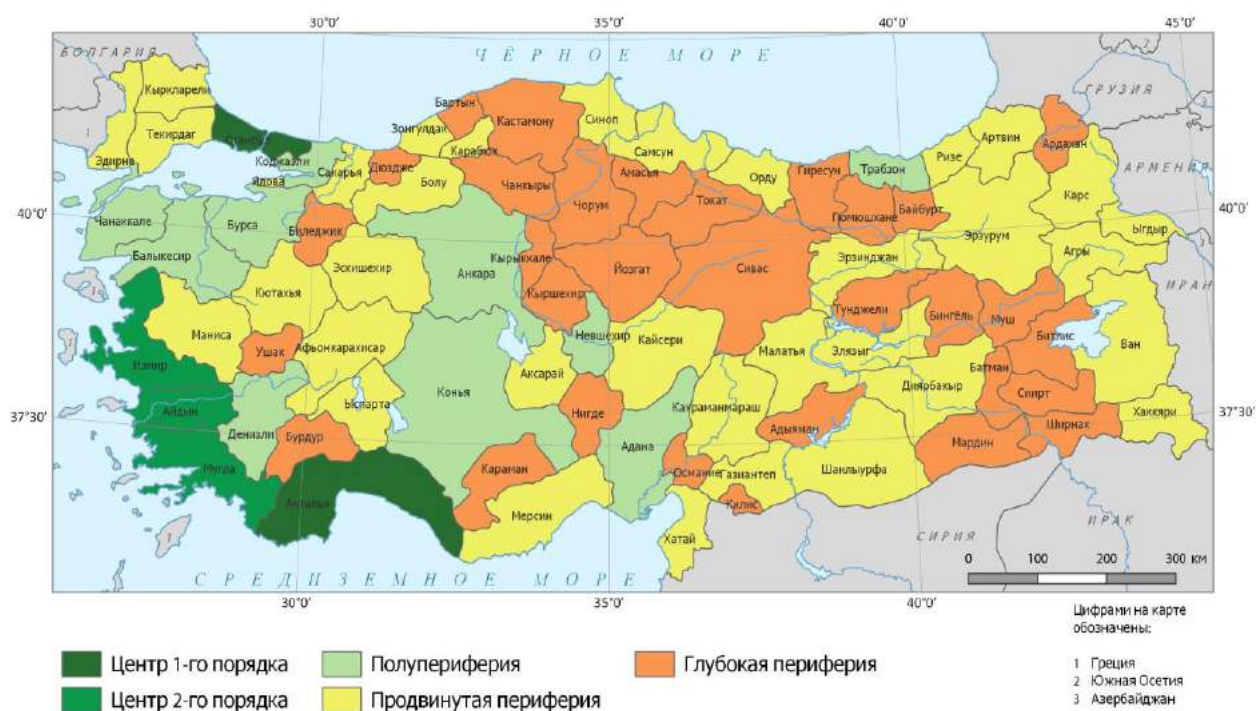 30°0' 35°0' 40°0' 45°0'
БОЛГАРИЯ
ЧЁРНОЕ МОРЕ
2
ГРУЗИЯ
3
АРМЕНИЯ
ИРАН
1
Кыркларели
Текирдаг
Эдирне
Стамбул
Коджаэли
Ялова
Сакарья
Дюздже
Зонгулдак
Бартын
Карабюк
Болу
Кастамону
Синоп
Чанкыры
Самсун
Амасья
Чорум
Токат
Орду
Гиресун
Трабзон
Гюмюшхане
Байбурт
Ризе
Артвин
Ардахан
Карс
Ыгдыр
Агры
Эрзурум
Эрзинджан
40°0'
40°0'
Чанаккале
Балыкесир
Бурса
Биледжик
Эскишехир
Кютахья
Анкара
Кырыккале
Кыршехир
Йозгат
Сивас
Тунджели
Бингёль
Муш
Битлис
Ван
Маниса
Ушак
Афьонкарахисар
Невшехир
Кайсери
Малатья
Элязыг
Батман
Диярбакыр
Сиирт
Ширнах
Хаккяри
Измир
Айдын
Мугла
Денизли
Ыспарта
Бурдур
Конья
Аксарай
Нигде
Кахраманмараш
Адыяман
Мардин
37°30'
37°30'
Анталья
Караман
Мерсин
Адана
Османие
Газиантеп
Килис
Шанлыурфа
Хатай
СИРИЯ
ИРАК
СРЕДИЗЕМНОЕ МОРЕ
0 100 200 300 км
30°0' 35°0' 40°0'
Цифрами на карте
обозначены:
1 Греция
2 Южная Осетия
3 Азербайджан
Центр 1-го порядка
Полупериферия
Глубокая периферия
Центр 2-го порядка
Продвинутая периферия